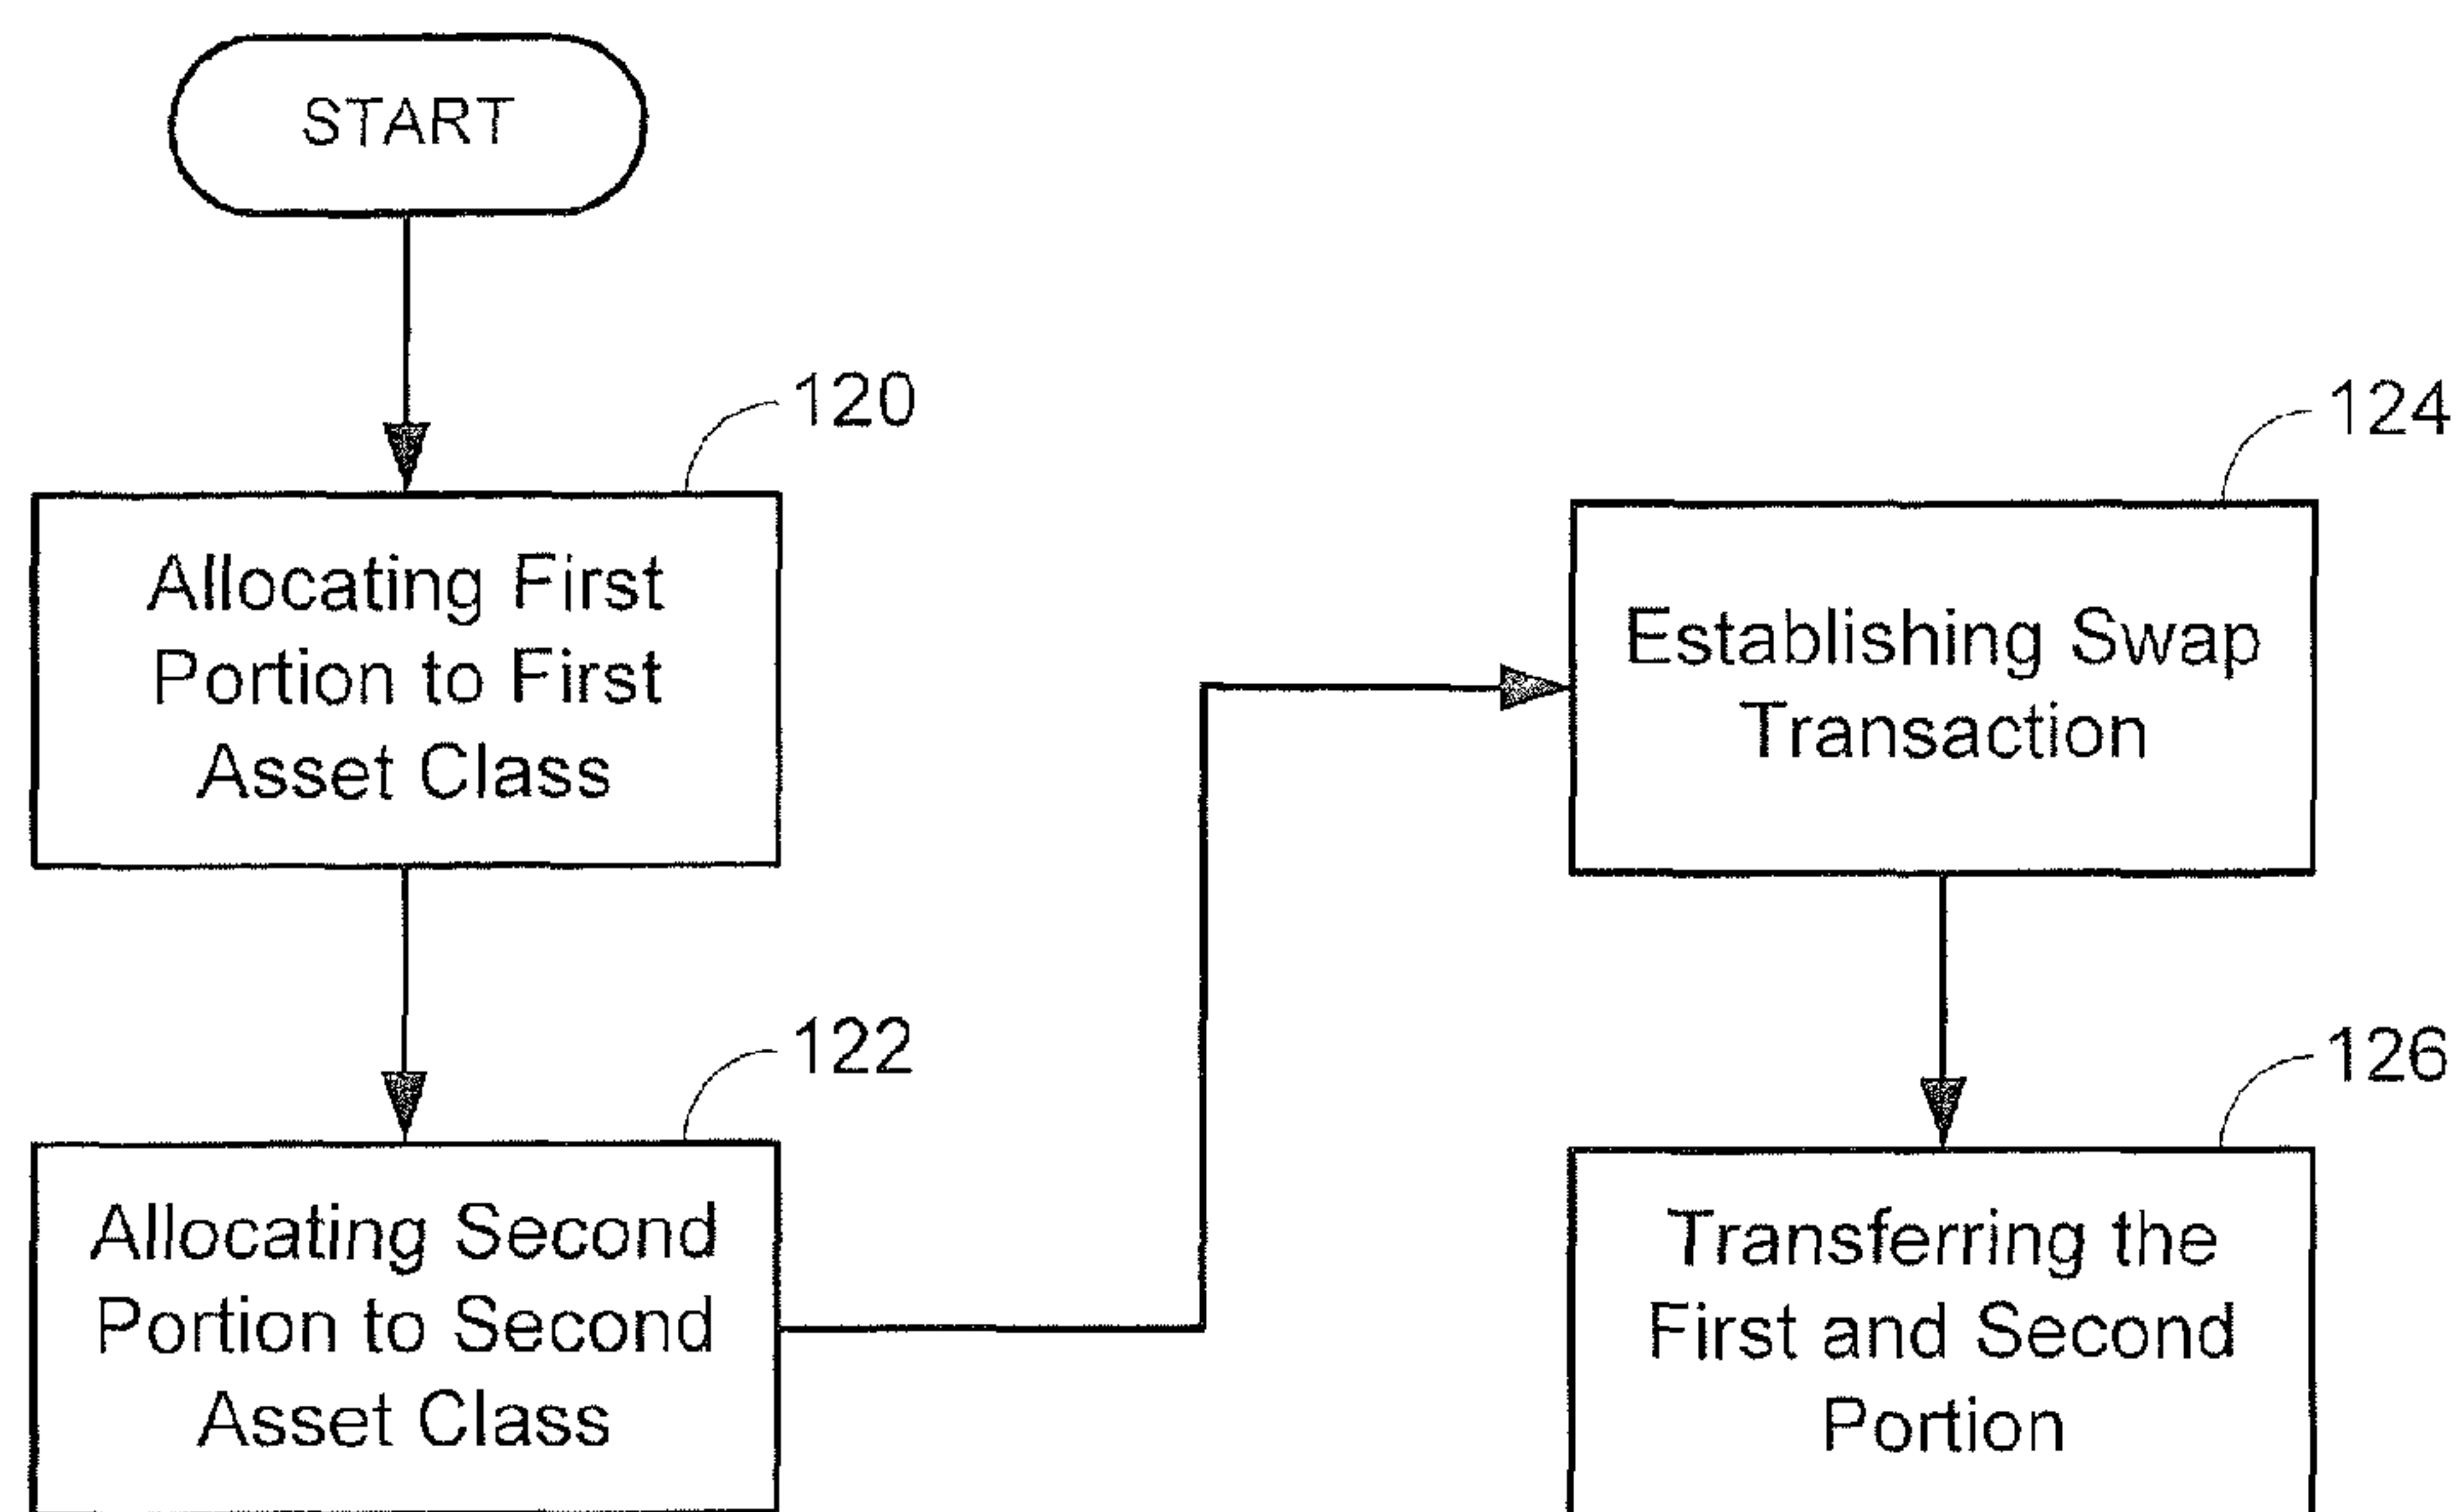 START
120
Allocating First
Portion to First
Asset Class
122
Allocating Second
Portion to Second
Asset Class
124
Establishing Swap
Transaction
126
Transferring the
First and Second
Portion